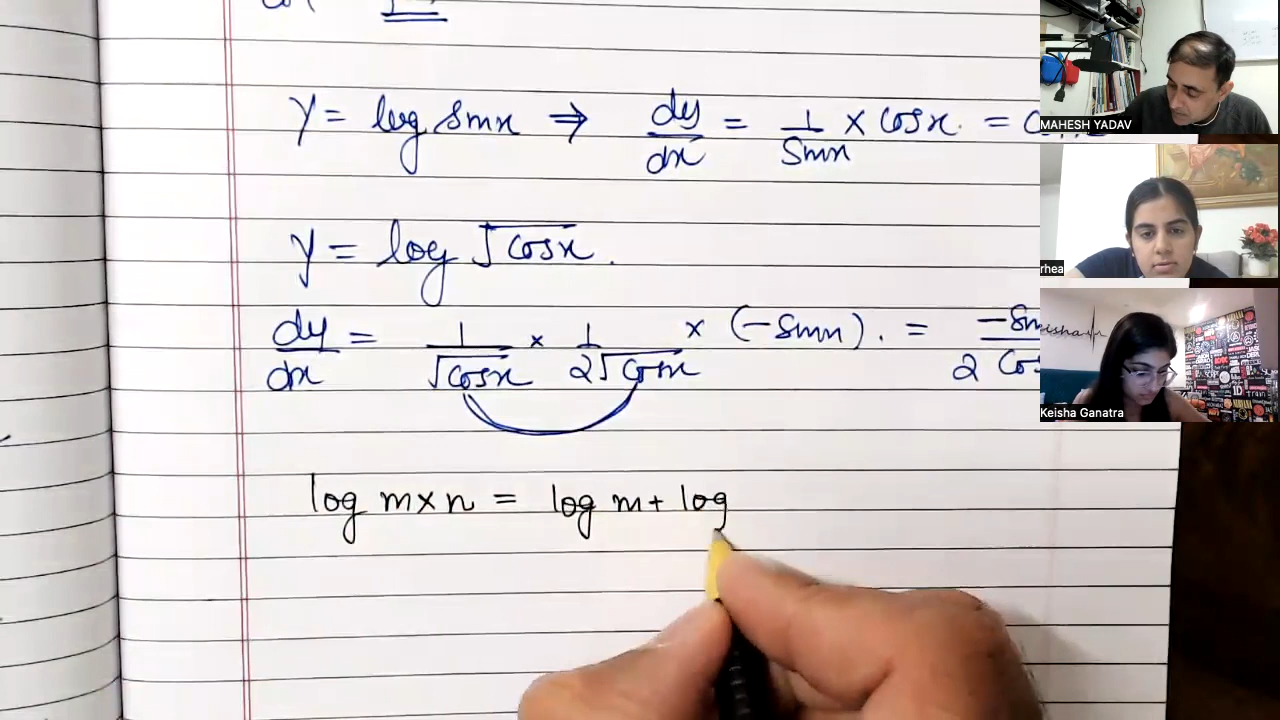 y = log sinx ⇒ dy/dx = 1/sinx × cosx. =
y = log √cosx.
dy/dx = 1/√cosx × 1/2√cosx × (-sinx). =
log m×n = log m + log
MAHESH YADAV
rhea
Keisha Ganatra